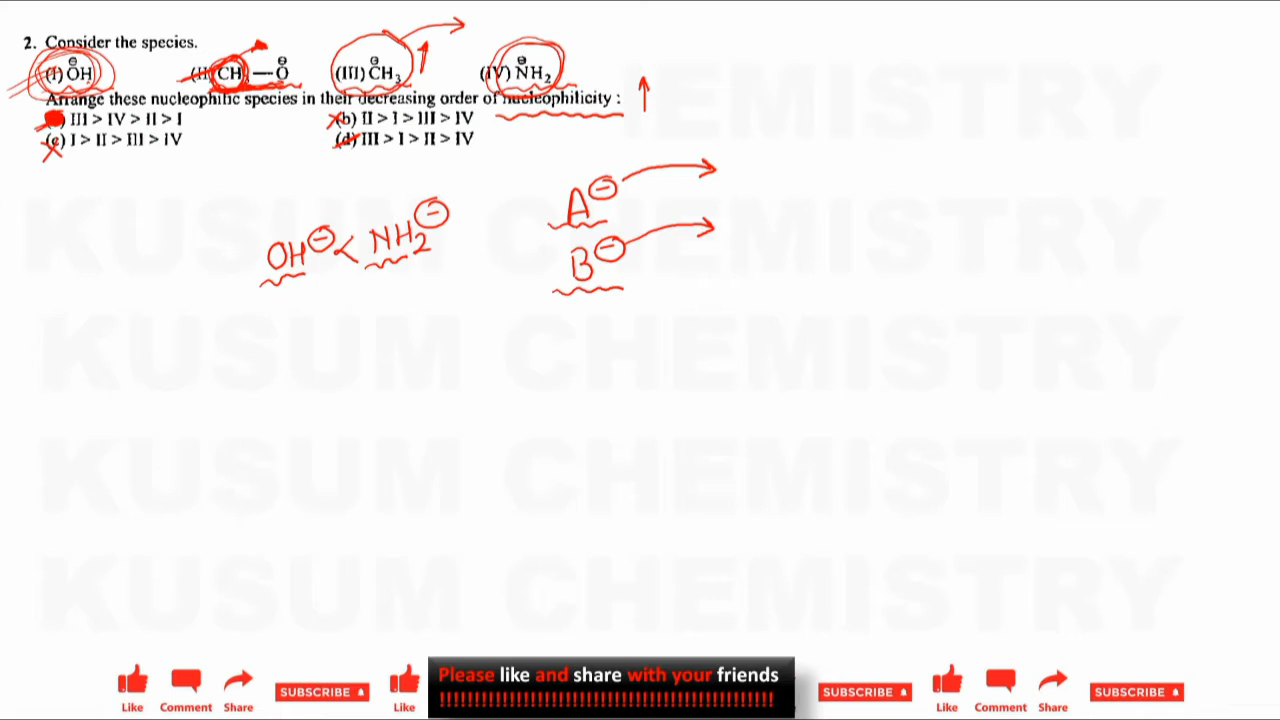 2. Consider the species.
(I) OH⊖ (II) CH₃—O⊖ (III) CH₃⊖ (IV) NH₂⊖
Arrange these nucleophilic species in their decreasing order of nucleophilicity :
III > IV > II > I (b) II > I > III > IV
(c) I > II > III > IV (d) III > I > II > IV
A⊖
OH⊖ < NH₂⊖
B⊖
HEMISTRY
KUSUM CHEMISTRY
KUSUM CHEMISTRY
KUSUM CHEMISTRY
KUSUM CHEMISTRY
Please like and share with your friends
!!!!!!!!!!!!!!!!!!!!!!!!!!!!!!!!!!!!!!!!!!!!!!!!
Like Comment Share SUBSCRIBE Like SUBSCRIBE Like Comment Share SUBSCRIBE